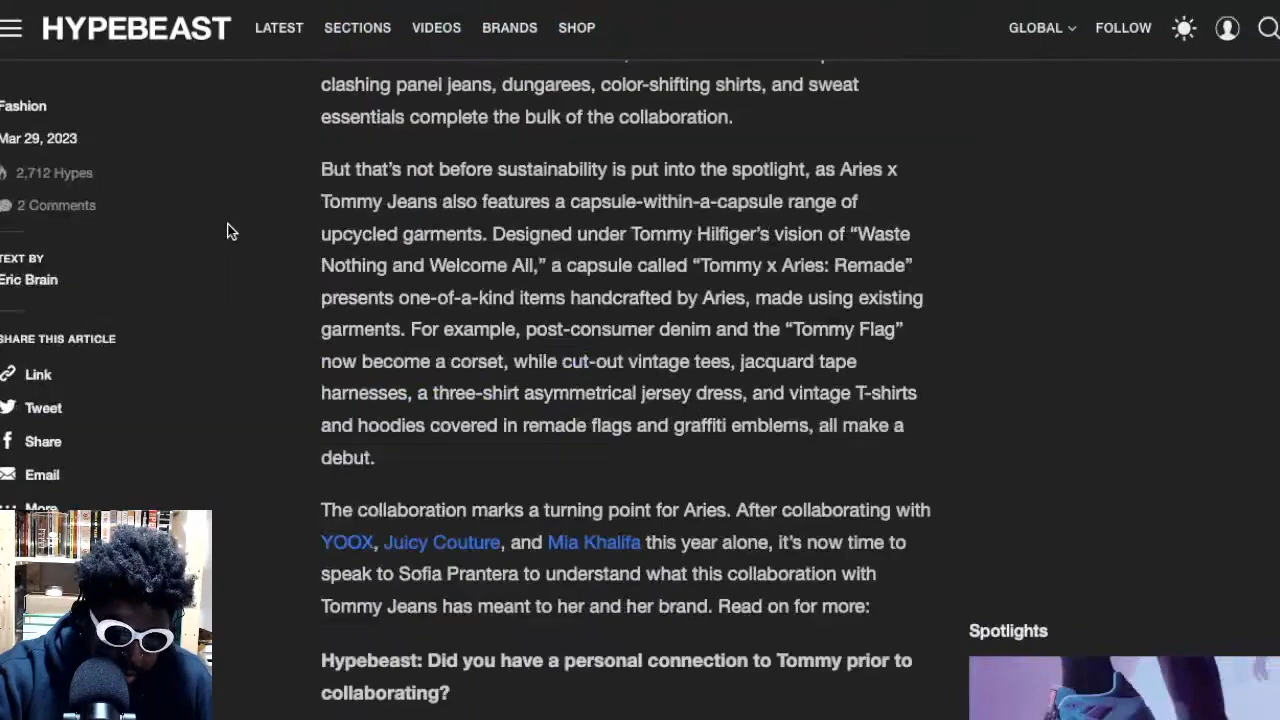 HYPEBEAST
LATEST
SECTIONS
VIDEOS
BRANDS
SHOP
GLOBAL
FOLLOW
Fashion
Mar 29, 2023
2,712 Hypes
2 Comments
TEXT BY
Eric Brain
SHARE THIS ARTICLE
Link
Tweet
Share
Email
More
clashing panel jeans, dungarees, color-shifting shirts, and sweat
essentials complete the bulk of the collaboration.
But that’s not before sustainability is put into the spotlight, as Aries x
Tommy Jeans also features a capsule-within-a-capsule range of
upcycled garments. Designed under Tommy Hilfiger’s vision of “Waste
Nothing and Welcome All,” a capsule called “Tommy x Aries: Remade”
presents one-of-a-kind items handcrafted by Aries, made using existing
garments. For example, post-consumer denim and the “Tommy Flag”
now become a corset, while cut-out vintage tees, jacquard tape
harnesses, a three-shirt asymmetrical jersey dress, and vintage T-shirts
and hoodies covered in remade flags and graffiti emblems, all make a
debut.
The collaboration marks a turning point for Aries. After collaborating with
YOOX, Juicy Couture, and Mia Khalifa this year alone, it’s now time to
speak to Sofia Prantera to understand what this collaboration with
Tommy Jeans has meant to her and her brand. Read on for more:
Hypebeast: Did you have a personal connection to Tommy prior to
collaborating?
Spotlights